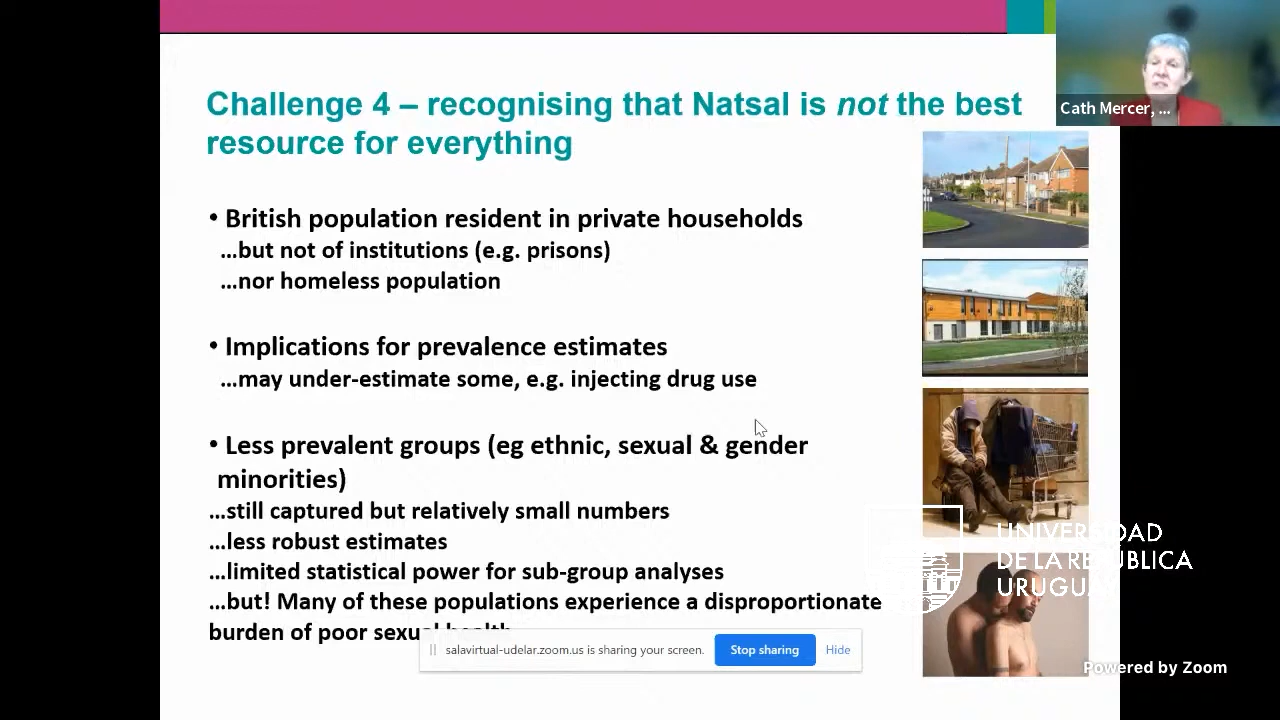 Challenge 4 – recognising that Natsal is not the best
resource for everything
Cath Mercer, ...
• British population resident in private households
...but not of institutions (e.g. prisons)
...nor homeless population
• Implications for prevalence estimates
...may under-estimate some, e.g. injecting drug use
• Less prevalent groups (eg ethnic, sexual & gender
minorities)
...still captured but relatively small numbers
...less robust estimates
...limited statistical power for sub-group analyses
...but! Many of these populations experience a disproportionate
burden of poor sexual health
UNIVERSIDAD
DE LA REPÚBLICA
URUGUAY
salavirtual-udelar.zoom.us is sharing your screen.
Stop sharing
Hide
Powered by Zoom